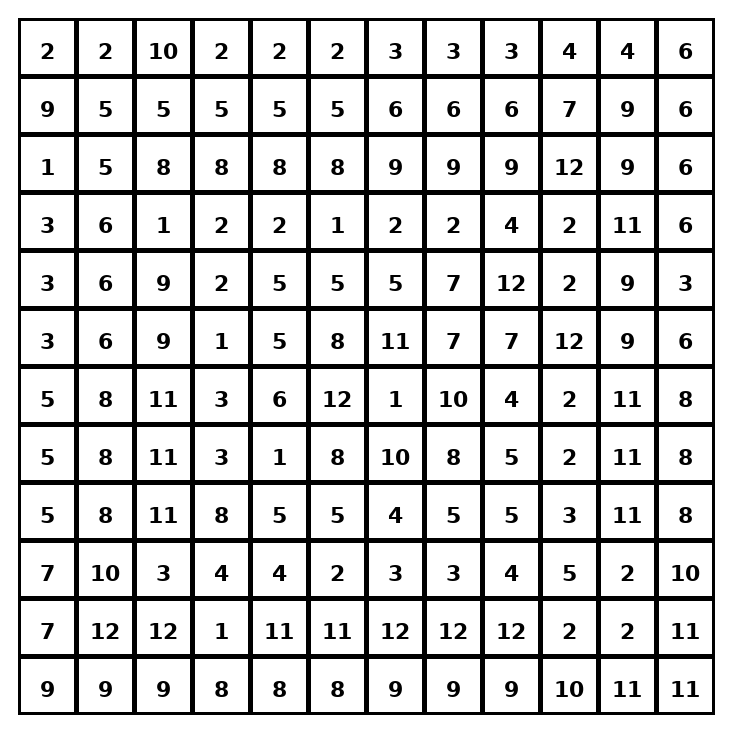 2 2 10 2 2 2 3 3 3 4 4 6
9 5 5 5 5 5 6 6 6 7 9 6
1 5 8 8 8 8 9 9 9 12 9 6
3 6 1 2 2 1 2 2 4 2 11 6
3 6 9 2 5 5 5 7 12 2 9 3
3 6 9 1 5 8 11 7 7 12 9 6
5 8 11 3 6 12 1 10 4 2 11 8
5 8 11 3 1 8 10 8 5 2 11 8
5 8 11 8 5 5 4 5 5 3 11 8
7 10 3 4 4 2 3 3 4 5 2 10
7 12 12 1 11 11 12 12 12 2 2 11
9 9 9 8 8 8 9 9 9 10 11 11